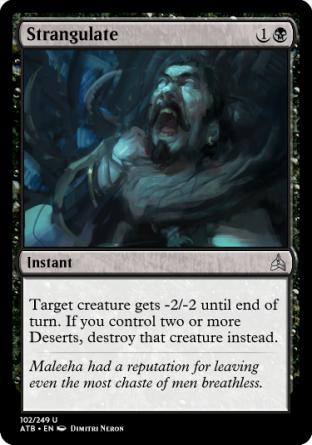 Strangulate 1
Instant
Target creature gets -2/-2 until end of
turn. If you control two or more
Deserts, destroy that creature instead.
Maleeha had a reputation for leaving
even the most chaste of men breathless.
102/249 U
ATB • EN Dimitri Neron